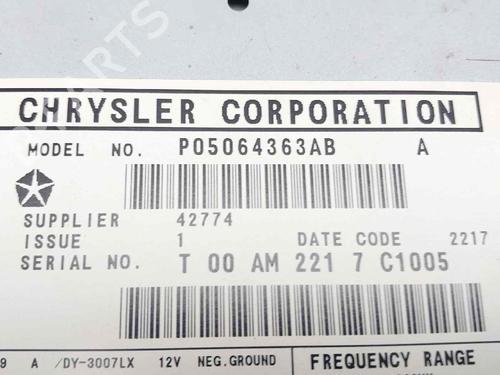 CHRYSLER CORPORATION
MODEL NO. P05064363AB A
SUPPLIER 42774
ISSUE 1 DATE CODE 2217
SERIAL NO. T 00 AM 221 7 C1005
9 A /DY-3007LX 12V NEG.GROUND FREQUENCY RANGE